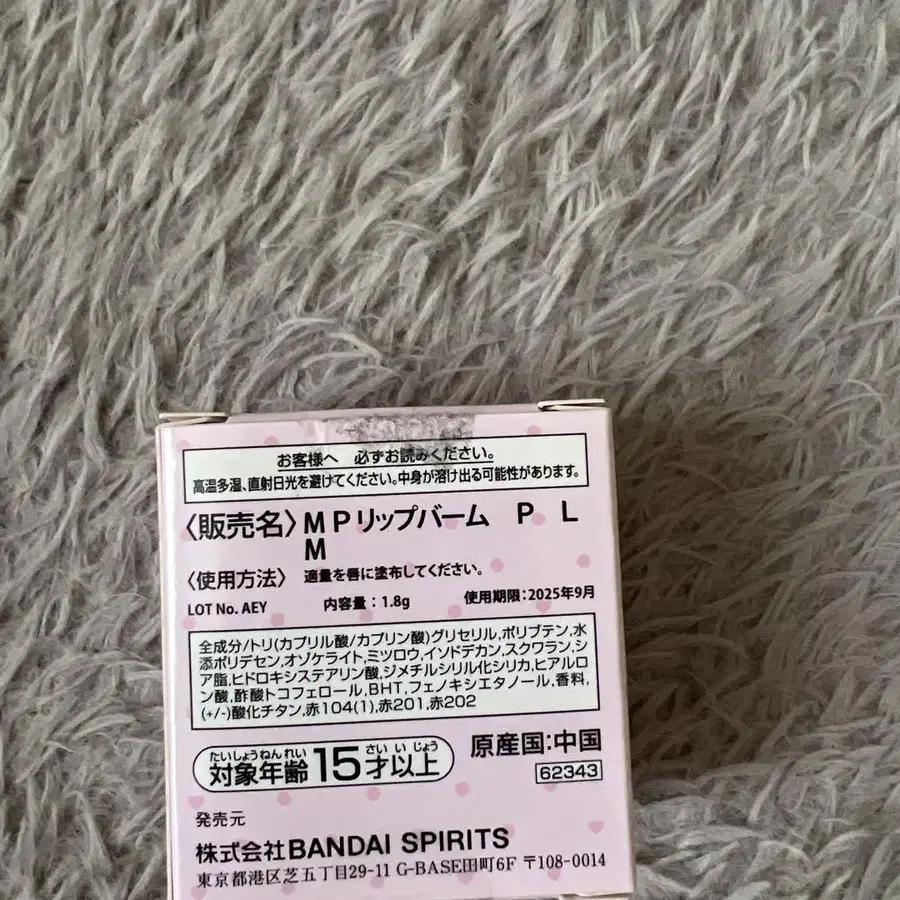 お客様へ 必ずお読みください。
高温多湿、直射日光を避けてください。中身が溶け出る可能性があります。
〈販売名〉MPリップバーム P L
M
〈使用方法〉 適量を唇に塗布してください。
LOT No. AEY 内容量：1.8g 使用期限：2025年9月
全成分/トリ(カプリル酸/カプリン酸)グリセリル,ポリブテン,水
添ポリデセン,オゾケライト,ミツロウ,イソドデカン,スクワラン,シ
ア脂,ヒドロキシステアリン酸,ジメチルシリル化シリカ,ヒアルロ
ン酸,酢酸トコフェロール,BHT,フェノキシエタノール,香料,
(+/-)酸化チタン,赤104(1),赤201,赤202
たいしょうねんれい さい いじょう
対象年齢15才以上
原産国：中国
62343
発売元
株式会社BANDAI SPIRITS
東京都港区芝五丁目29-11 G-BASE田町6F 〒108-0014